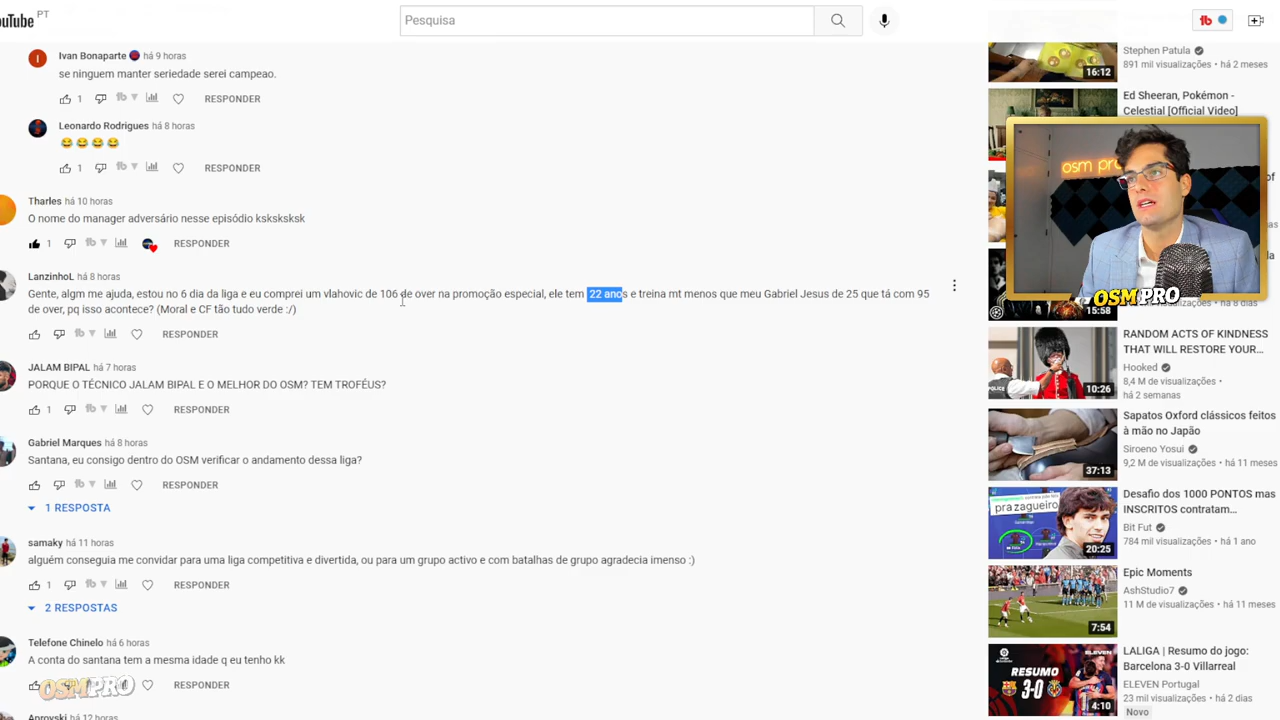 uTube PT
Pesquisa
Ivan Bonaparte há 9 horas
se ninguem manter seriedade serei campeao.
1 RESPONDER
Leonardo Rodrigues há 8 horas
1 RESPONDER
Tharles há 10 horas
O nome do manager adversário nesse episódio ksksksksk
1 RESPONDER
LanzinhoL há 8 horas
Gente, algm me ajuda, estou no 6 dia da liga e eu comprei um vlahovic de 106 de over na promoção especial, ele tem 22 anos e treina mt menos que meu Gabriel Jesus de 25 que tá com 95
de over, pq isso acontece? (Moral e CF tão tudo verde :/)
RESPONDER
JALAM BIPAL há 7 horas
PORQUE O TÉCNICO JALAM BIPAL E O MELHOR DO OSM? TEM TROFÉUS?
1 RESPONDER
Gabriel Marques há 8 horas
Santana, eu consigo dentro do OSM verificar o andamento dessa liga?
RESPONDER
1 RESPOSTA
samaky há 11 horas
alguém conseguia me convidar para uma liga competitiva e divertida, ou para um grupo activo e com batalhas de grupo agradecia imenso :)
1 RESPONDER
2 RESPOSTAS
Telefone Chinelo há 6 horas
A conta do santana tem a mesma idade q eu tenho kk
RESPONDER
OSMPRO
Aprovski há 12 horas
Stephen Patula
891 mil visualizações • há 2 meses
16:12
Ed Sheeran, Pokémon -
Celestial [Official Video]
osm pro
OSM PRO
15:58
RANDOM ACTS OF KINDNESS
THAT WILL RESTORE YOUR...
Hooked
8,4 M de visualizações •
há 2 semanas
10:26
Sapatos Oxford clássicos feitos
à mão no Japão
Siroeno Yosui
9,2 M de visualizações • há 11 meses
37:13
Desafio dos 1000 PONTOS mas
INSCRITOS contratam...
Bit Fut
784 mil visualizações • há 1 ano
pra zagueiro
20:25
Epic Moments
AshStudio7
11 M de visualizações • há 11 meses
7:54
LALIGA | Resumo do jogo:
Barcelona 3-0 Villarreal
ELEVEN Portugal
23 mil visualizações • há 2 dias
Novo
ELEVEN
RESUMO
3-0
4:10